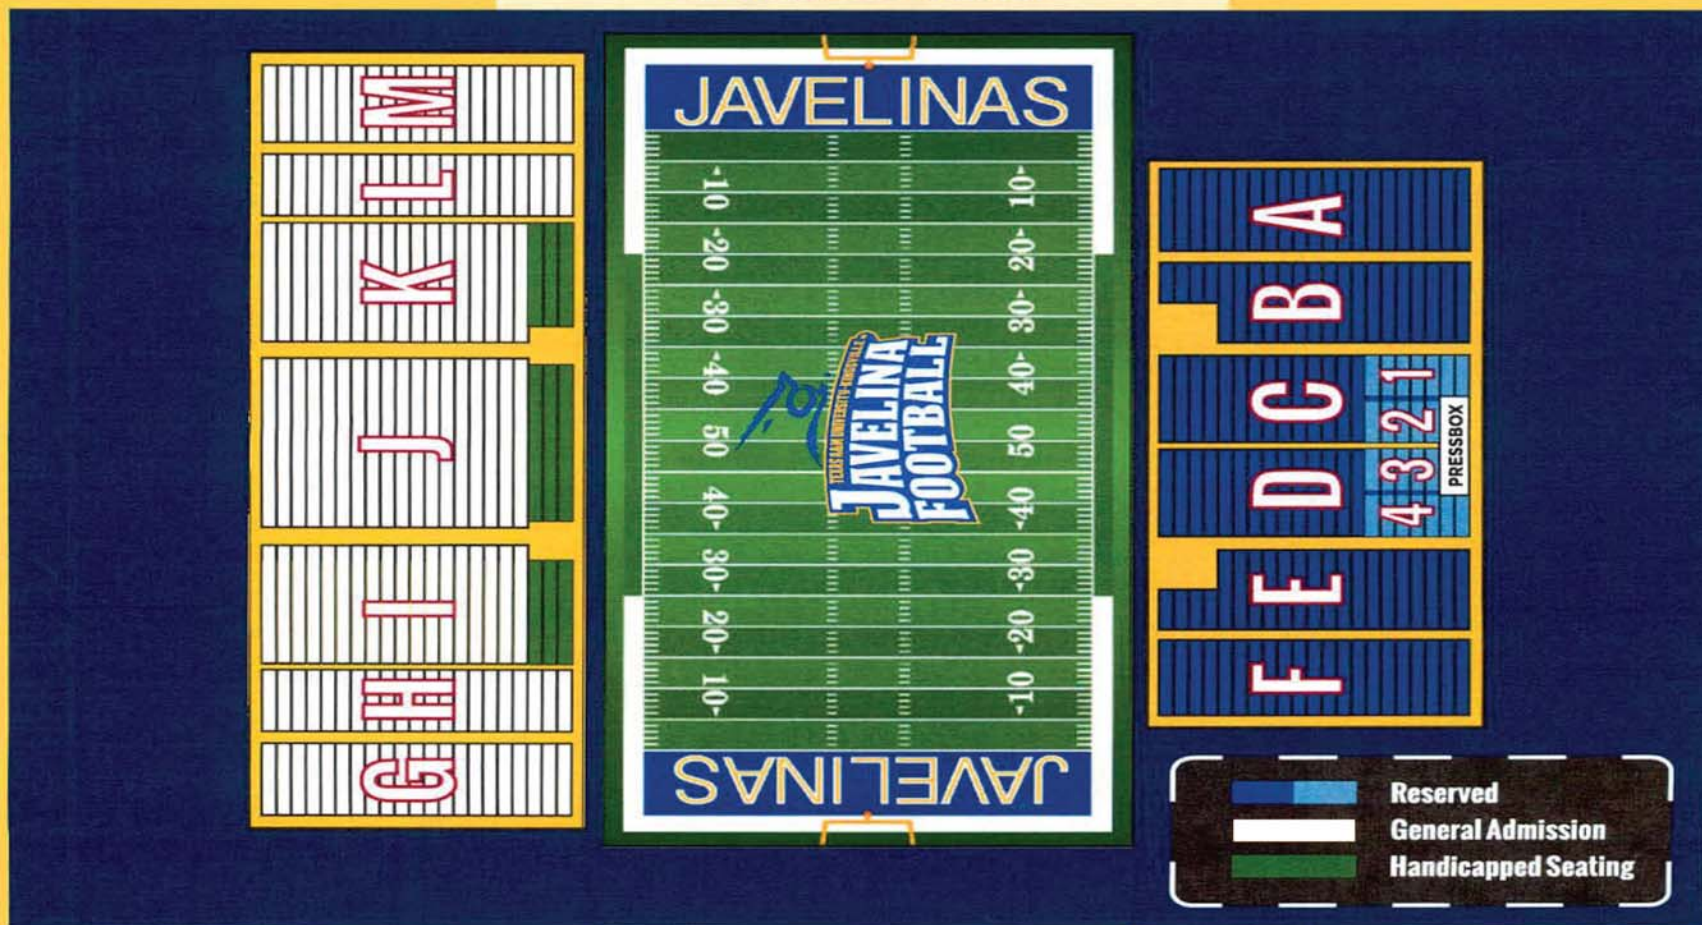 M
L
K
J
I
H
G
JAVELINAS
10 10
20 20
30 30
40 40
50 50
40 40
30 30
20 20
10 10
TEXAS A&M UNIVERSITY-KINGSVILLE
JAVELINA
FOOTBALL
JAVELINAS
A
B
C
D
E
F
1
2
3
4
PRESSBOX
Reserved
General Admission
Handicapped Seating